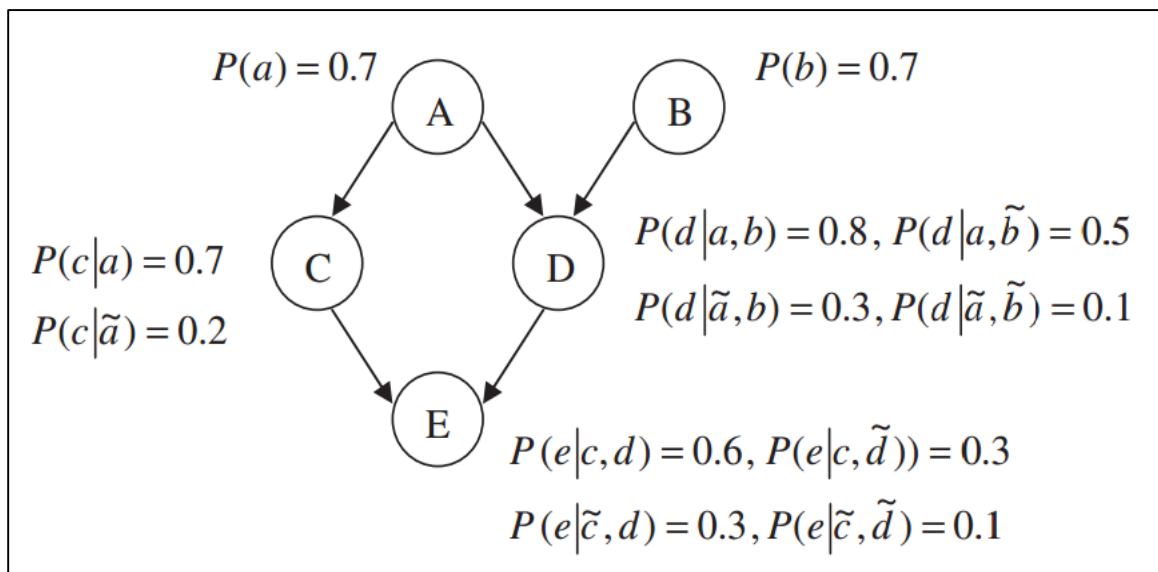 P(a) = 0.7
P(b) = 0.7
A
B
P(d|a,b) = 0.8, P(d|a,b̃) = 0.5
P(c|a) = 0.7
C
D
P(d|ã,b) = 0.3, P(d|ã,b̃) = 0.1
P(c|ã) = 0.2
E
P(e|c,d) = 0.6, P(e|c,d̃)) = 0.3
P(e|c̃,d) = 0.3, P(e|c̃,d̃) = 0.1